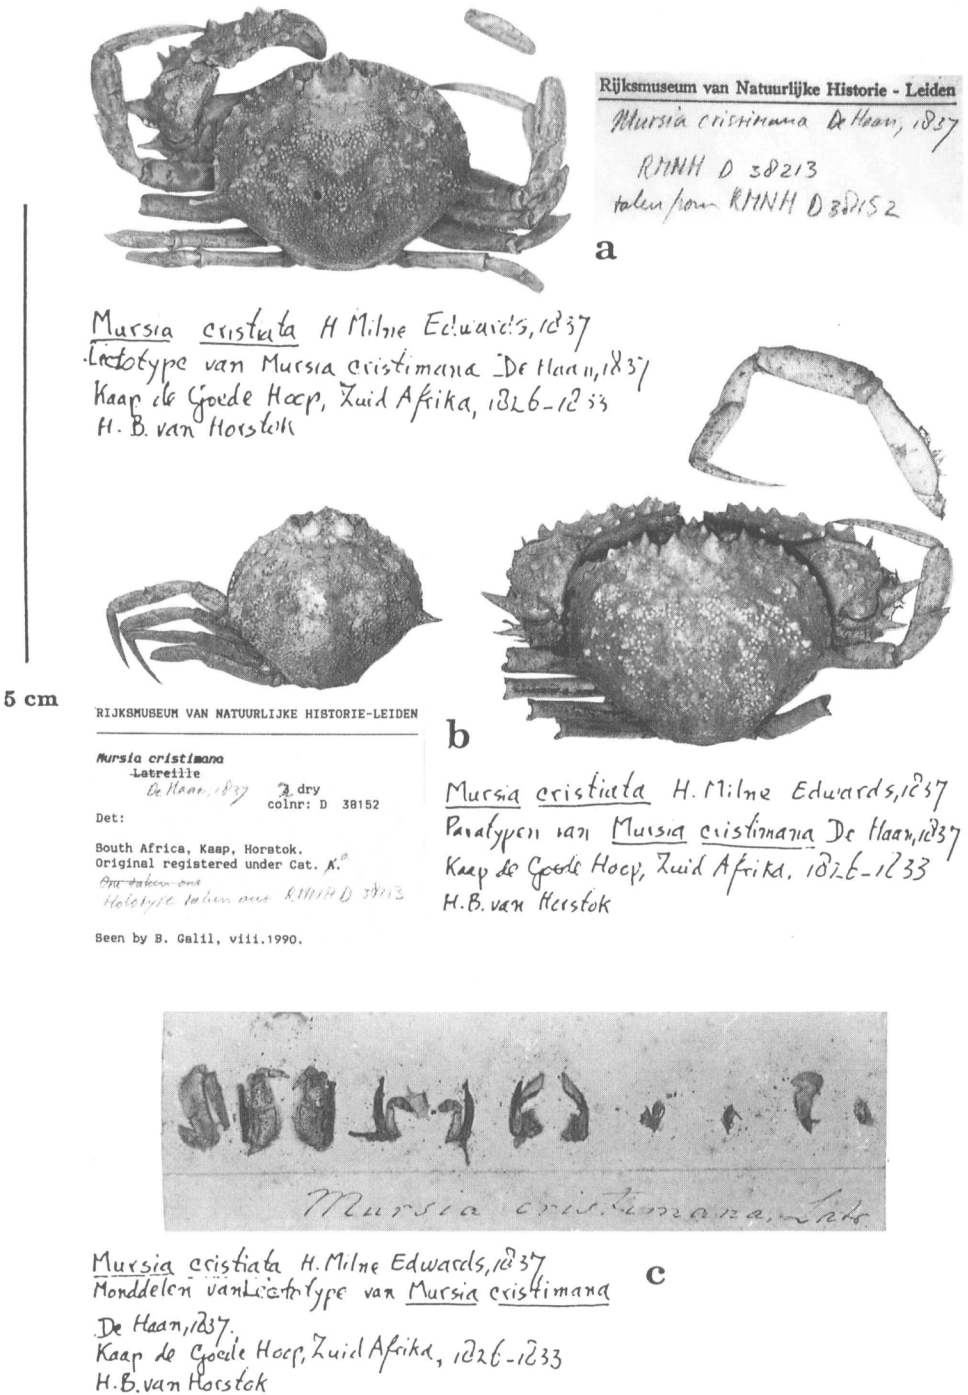 Rijksmuseum van Natuurlijke Historie - Leiden
Mursia cristimana De Haan, 1837
RMNH D 38213
taken from RMNH D 38152
a
Mursia cristiata H Milne Edwards, 1837
Lectotype van Mursia cristimana De Haan, 1837
Kaap de Goede Hoop, Zuid Afrika, 1826-1833
H. B. van Horstok
5 cm
RIJKSMUSEUM VAN NATUURLIJKE HISTORIE-LEIDEN
Mursia cristimana
Latreille
De Haan, 1837
2 dry
colnr: D 38152
Det:
South Africa, Kaap, Horstok.
Original registered under Cat. A.
One taken out
Holotype taken out RMNH D 38213
Seen by B. Galil, viii.1990.
b
Mursia cristiata H. Milne Edwards, 1837
Paratypen van Mursia cristimana De Haan, 1837
Kaap de Goede Hoop, Zuid Afrika, 1826-1833
H.B. van Horstok
Mursia cristimana, Latr
c
Mursia cristiata H. Milne Edwards, 1837
Monddelen van Lectotype van Mursia cristimana
De Haan, 1837.
Kaap de Goede Hoop, Zuid Afrika, 1826-1833
H.B. van Horstok